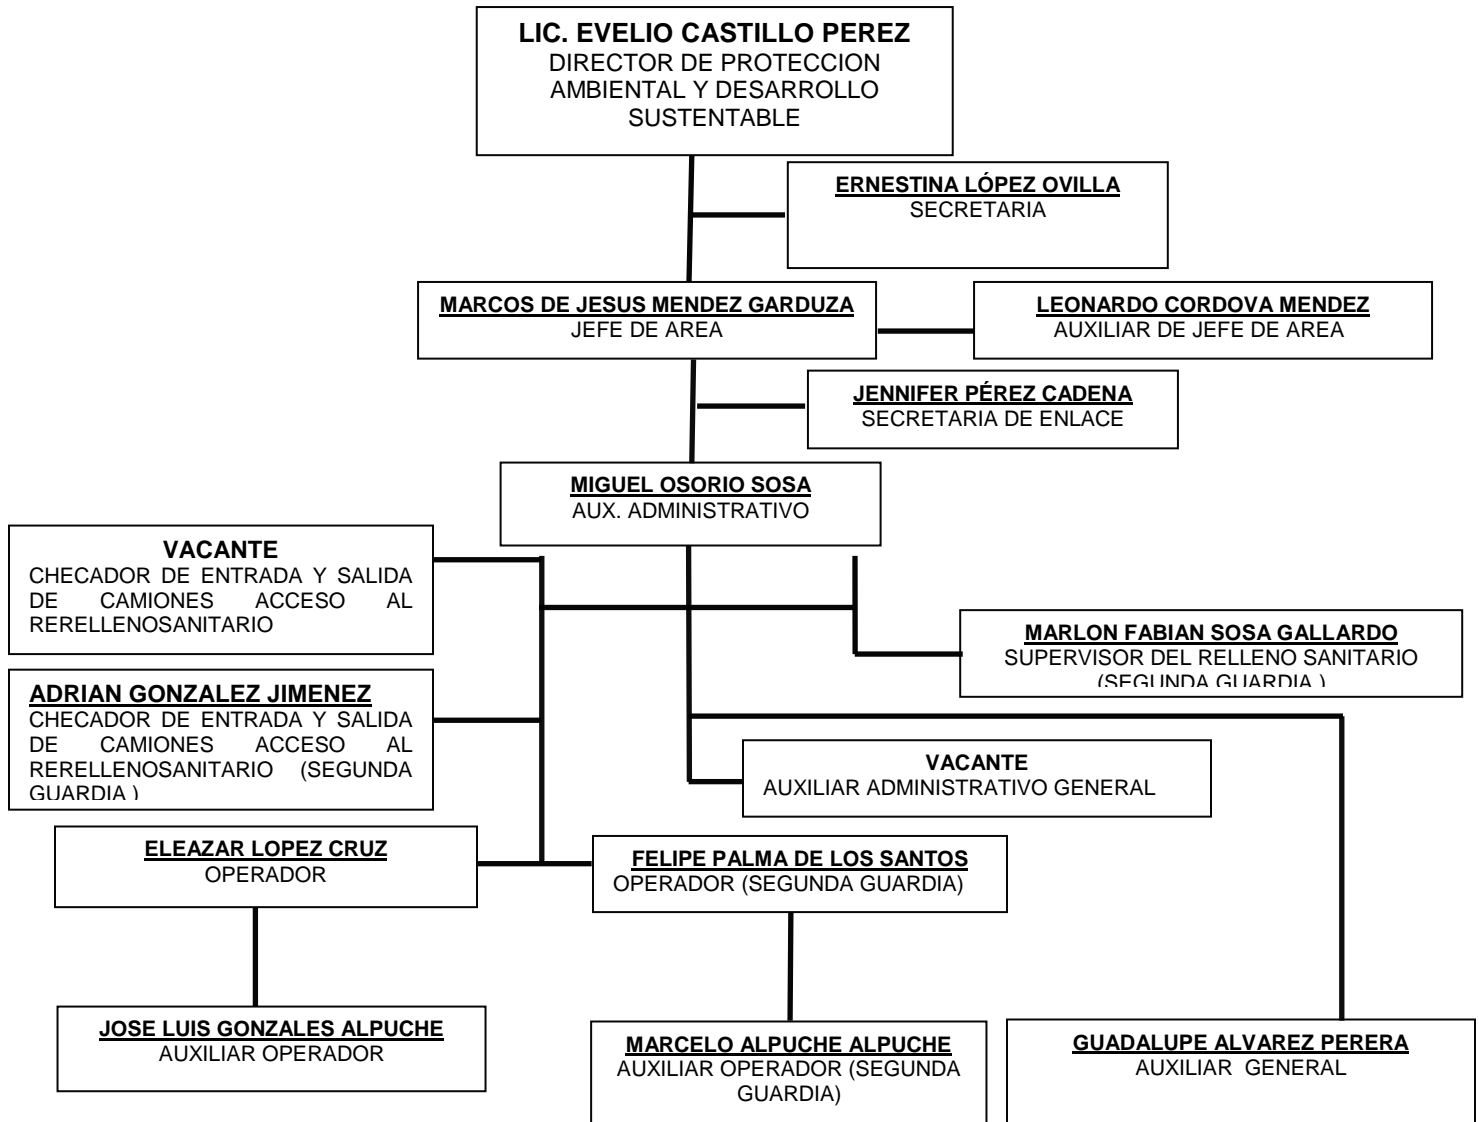 LIC. EVELIO CASTILLO PEREZ
DIRECTOR DE PROTECCION
AMBIENTAL Y DESARROLLO
SUSTENTABLE
ERNESTINA LÓPEZ OVILLA
SECRETARIA
MARCOS DE JESUS MENDEZ GARDUZA
JEFE DE AREA
LEONARDO CORDOVA MENDEZ
AUXILIAR DE JEFE DE AREA
JENNIFER PÉREZ CADENA
SECRETARIA DE ENLACE
MIGUEL OSORIO SOSA
AUX. ADMINISTRATIVO
VACANTE
CHECADOR DE ENTRADA Y SALIDA
DE CAMIONES ACCESO AL
RERELLENOSANITARIO
MARLON FABIAN SOSA GALLARDO
SUPERVISOR DEL RELLENO SANITARIO
(SEGUNDA GUARDIA )
ADRIAN GONZALEZ JIMENEZ
CHECADOR DE ENTRADA Y SALIDA
DE CAMIONES ACCESO AL
RERELLENOSANITARIO (SEGUNDA
GUARDIA )
VACANTE
AUXILIAR ADMINISTRATIVO GENERAL
ELEAZAR LOPEZ CRUZ
OPERADOR
FELIPE PALMA DE LOS SANTOS
OPERADOR (SEGUNDA GUARDIA)
JOSE LUIS GONZALES ALPUCHE
AUXILIAR OPERADOR
MARCELO ALPUCHE ALPUCHE
AUXILIAR OPERADOR (SEGUNDA
GUARDIA)
GUADALUPE ALVAREZ PERERA
AUXILIAR  GENERAL